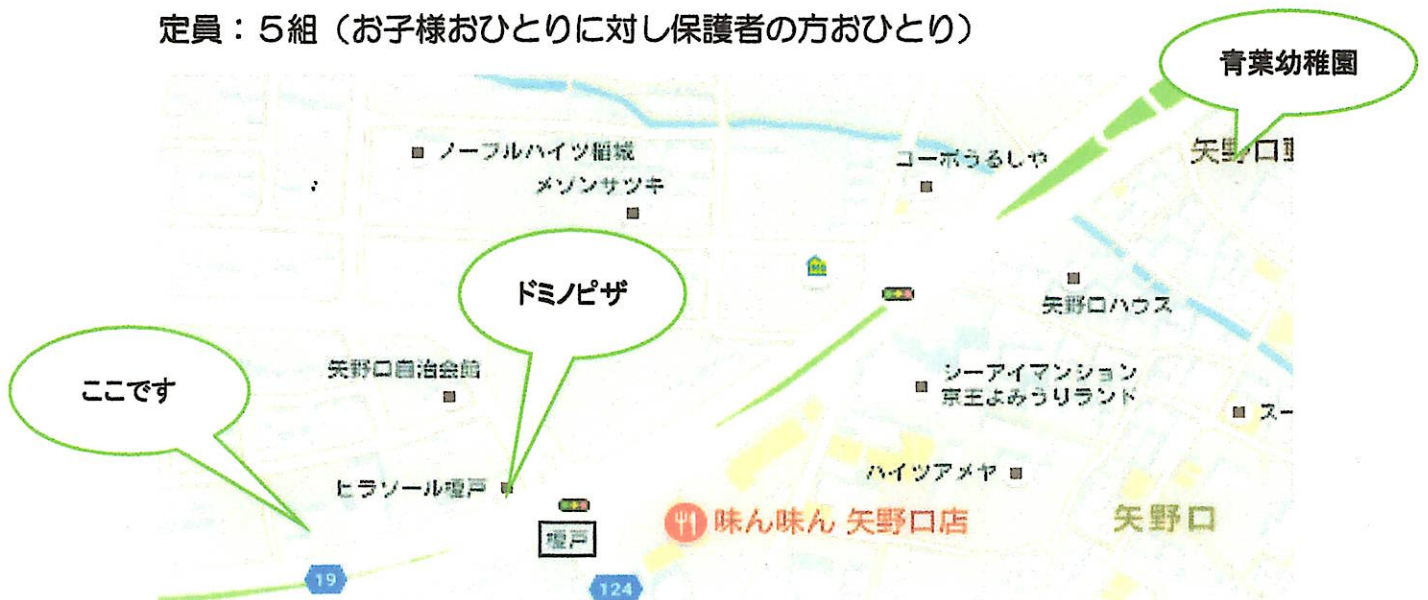 定員：５組（お子様おひとりに対し保護者の方おひとり）
青葉幼稚園
矢野口
ノーブルハイツ稲城
コーポうるしや
メゾンサツキ
ドミノピザ
矢野口ハウス
ここです
矢野口自治会館
シーアイマンション
京王よみうりランド
スー
ヒラソール榎戸
ハイツアメヤ
味ん味ん 矢野口店
矢野口
榎戸
19
124